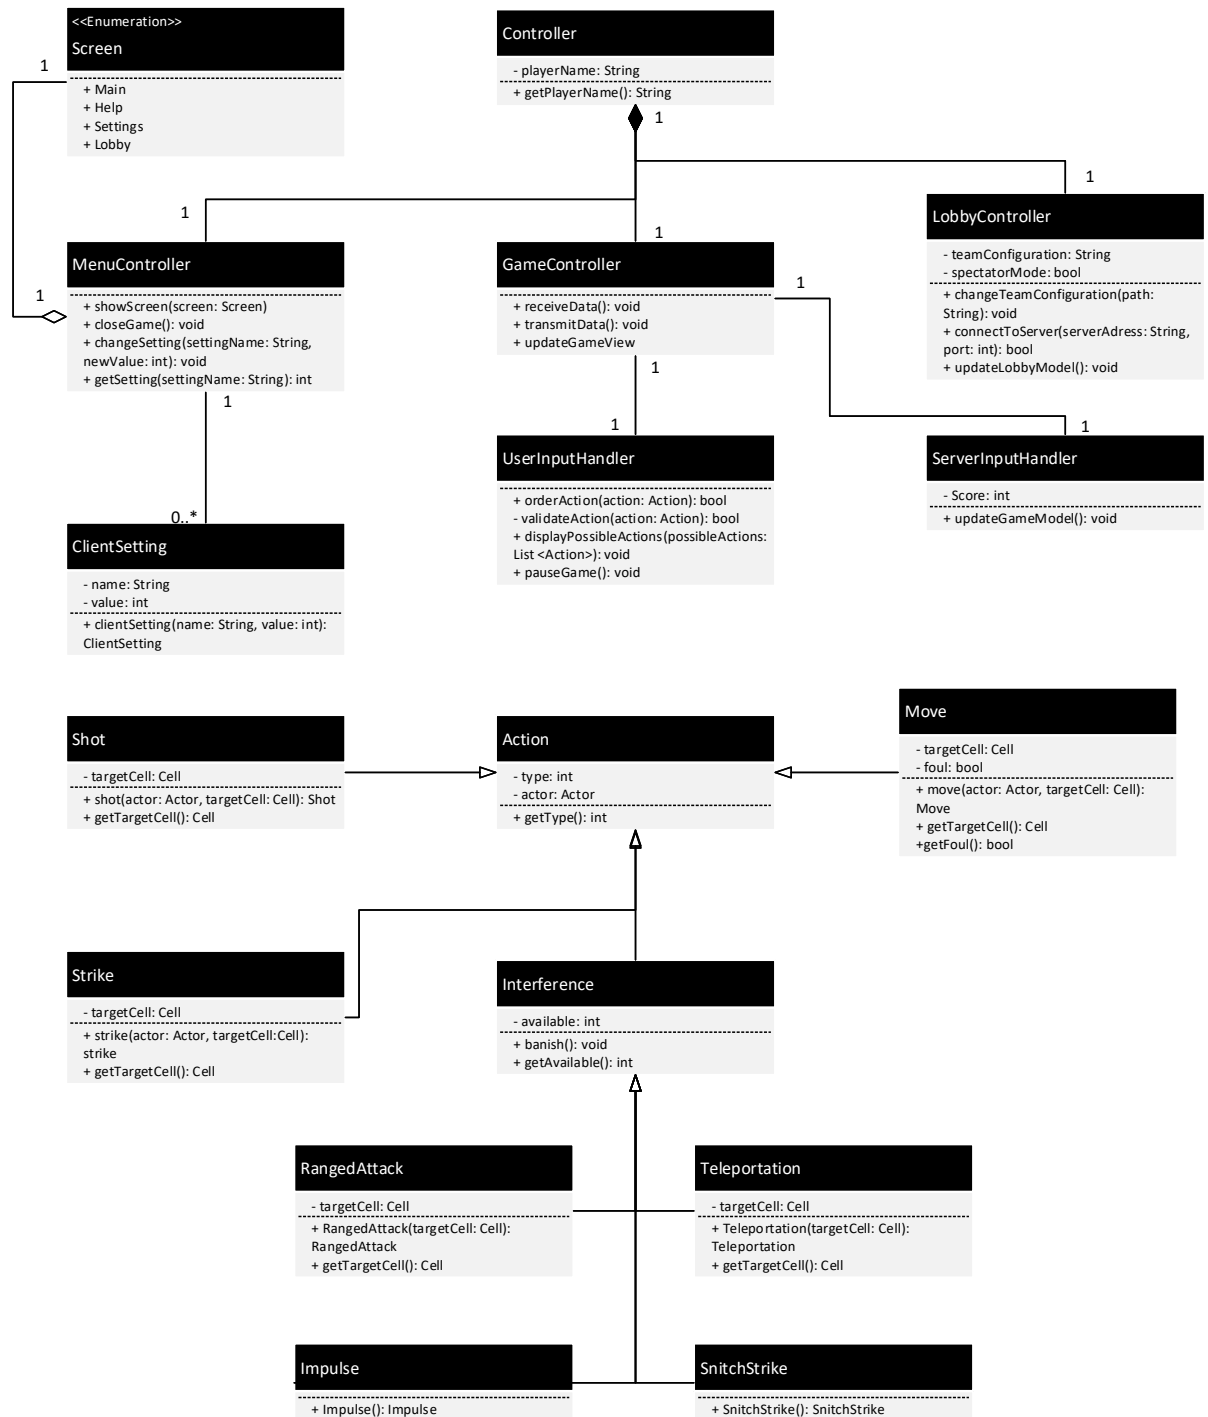 <<Enumeration>>
Screen
+ Main
+ Help
+ Settings
+ Lobby
1
Controller
- playerName: String
+ getPlayerName(): String
1
1
1
1
1
MenuController
+ showScreen(screen: Screen)
+ closeGame(): void
+ changeSetting(settingName: String,
newValue: int): void
+ getSetting(settingName: String): int
1
GameController
+ receiveData(): void
+ transmitData(): void
+ updateGameView
1
1
LobbyController
- teamConfiguration: String
- spectatorMode: bool
+ changeTeamConfiguration(path:
String): void
+ connectToServer(serverAdress: String,
port: int): bool
+ updateLobbyModel(): void
0..*
ClientSetting
- name: String
- value: int
+ clientSetting(name: String, value: int):
ClientSetting
1
UserInputHandler
+ orderAction(action: Action): bool
- validateAction(action: Action): bool
+ displayPossibleActions(possibleActions:
List <Action>): void
+ pauseGame(): void
1
ServerInputHandler
- Score: int
+ updateGameModel(): void
Shot
- targetCell: Cell
+ shot(actor: Actor, targetCell: Cell): Shot
+ getTargetCell(): Cell
Action
- type: int
- actor: Actor
+ getType(): int
Move
- targetCell: Cell
- foul: bool
+ move(actor: Actor, targetCell: Cell):
Move
+ getTargetCell(): Cell
+getFoul(): bool
Strike
- targetCell: Cell
+ strike(actor: Actor, targetCell:Cell):
strike
+ getTargetCell(): Cell
Interference
- available: int
+ banish(): void
+ getAvailable(): int
RangedAttack
- targetCell: Cell
+ RangedAttack(targetCell: Cell):
RangedAttack
+ getTargetCell(): Cell
Teleportation
- targetCell: Cell
+ Teleportation(targetCell: Cell):
Teleportation
+ getTargetCell(): Cell
Impulse
+ Impulse(): Impulse
SnitchStrike
+ SnitchStrike(): SnitchStrike